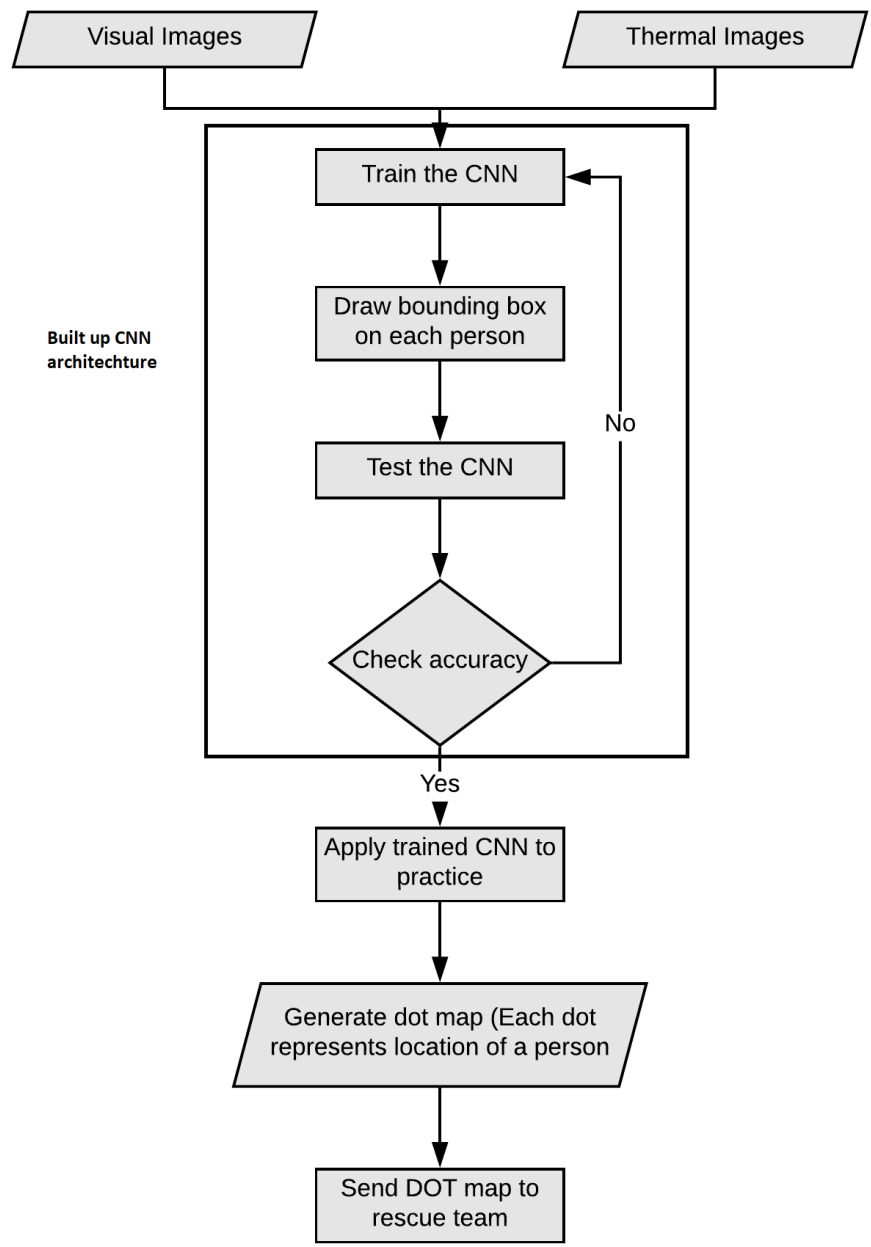 Visual Images
Thermal Images
Train the CNN
Draw bounding box
on each person
Built up CNN
architechture
No
Test the CNN
Check accuracy
Yes
Apply trained CNN to
practice
Generate dot map (Each dot
represents location of a person
Send DOT map to
rescue team